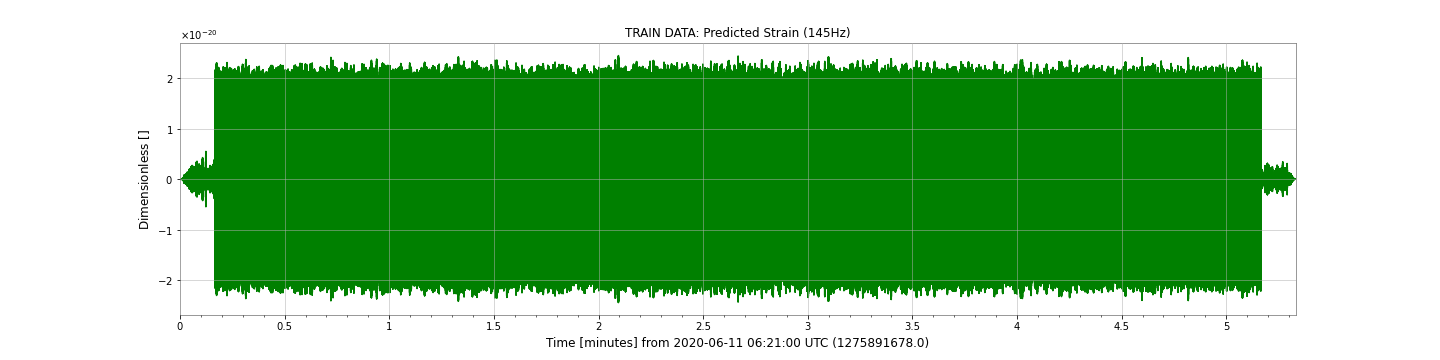 TRAIN DATA: Predicted Strain (145Hz)
×10⁻²⁰
Dimensionless []
2
1
0
−1
−2
0 0.5 1 1.5 2 2.5 3 3.5 4 4.5 5
Time [minutes] from 2020-06-11 06:21:00 UTC (1275891678.0)